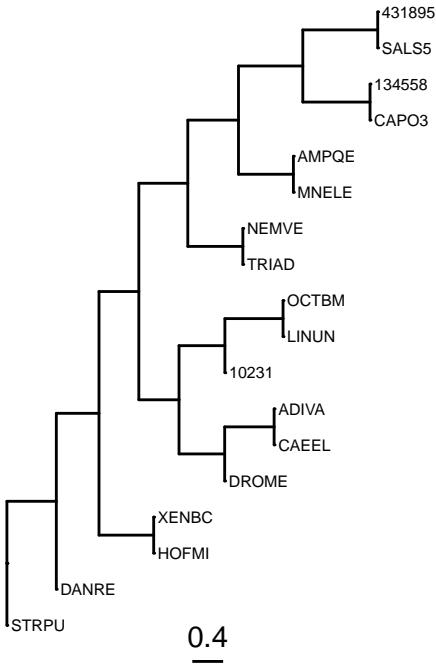 431895
SALS5
134558
CAPO3
AMPQE
MNELE
NEMVE
TRIAD
OCTBM
LINUN
10231
ADIVA
CAEEL
DROME
XENBC
HOFMI
DANRE
STRPU
0.4